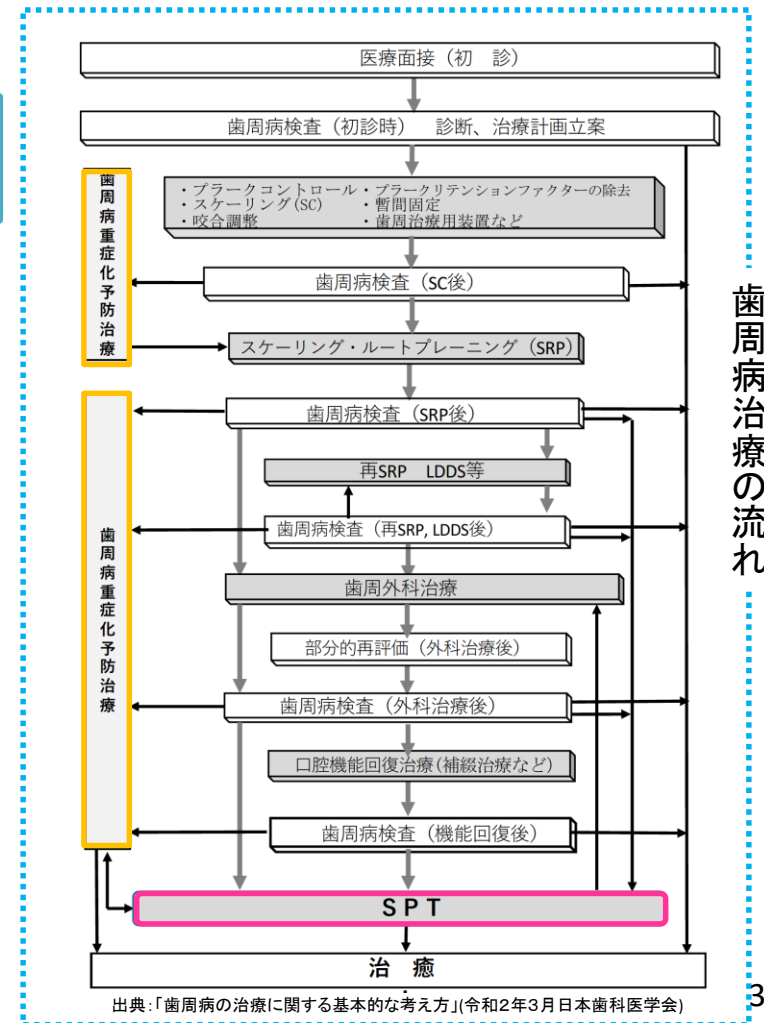 医療面接（初　診）
歯周病検査（初診時）　診断、治療計画立案
歯周病重症化予防治療
・プラークコントロール・プラークリテンションファクターの除去
・スケーリング(SC)　・暫間固定
・咬合調整　・歯周治療用装置など
歯周病検査（SC後）
スケーリング・ルートプレーニング（SRP）
歯周病検査（SRP後）
再SRP　LDDS等
歯周病検査（再SRP, LDDS後）
歯周病重症化予防治療
歯周外科治療
部分的再評価（外科治療後）
歯周病検査（外科治療後）
口腔機能回復治療(補綴治療など)
歯周病検査（機能回復後）
ＳＰＴ
治　癒
出典：「歯周病の治療に関する基本的な考え方」(令和２年３月日本歯科医学会)
歯周病治療の流れ
3